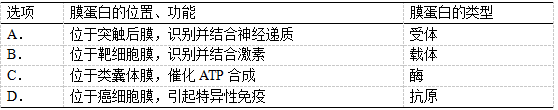 选项 膜蛋白的位置、功能 膜蛋白的类型
A. 位于突触后膜，识别并结合神经递质 受体
B. 位于靶细胞膜，识别并结合激素 载体
C. 位于类囊体膜，催化ATP合成 酶
D. 位于癌细胞膜，引起特异性免疫 抗原